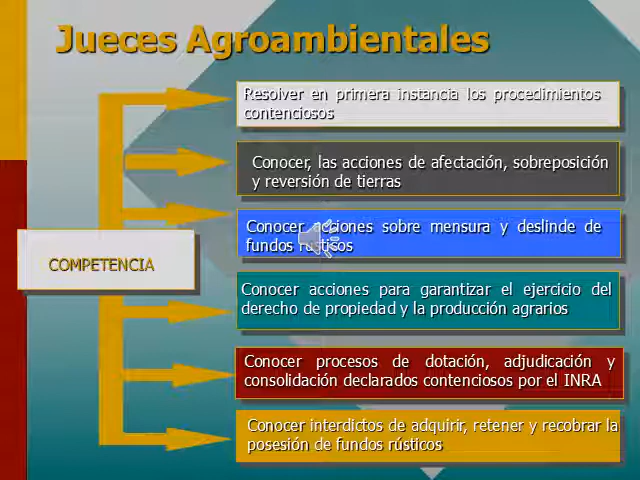 Jueces Agroambientales
Resolver en primera instancia los procedimientos
contenciosos
Conocer, las acciones de afectación, sobreposición
y reversión de tierras
Conocer acciones sobre mensura y deslinde de
fundos rústicos
COMPETENCIA
Conocer acciones para garantizar el ejercicio del
derecho de propiedad y la producción agrarios
Conocer procesos de dotación, adjudicación y
consolidación declarados contenciosos por el INRA
Conocer interdictos de adquirir, retener y recobrar la
posesión de fundos rústicos